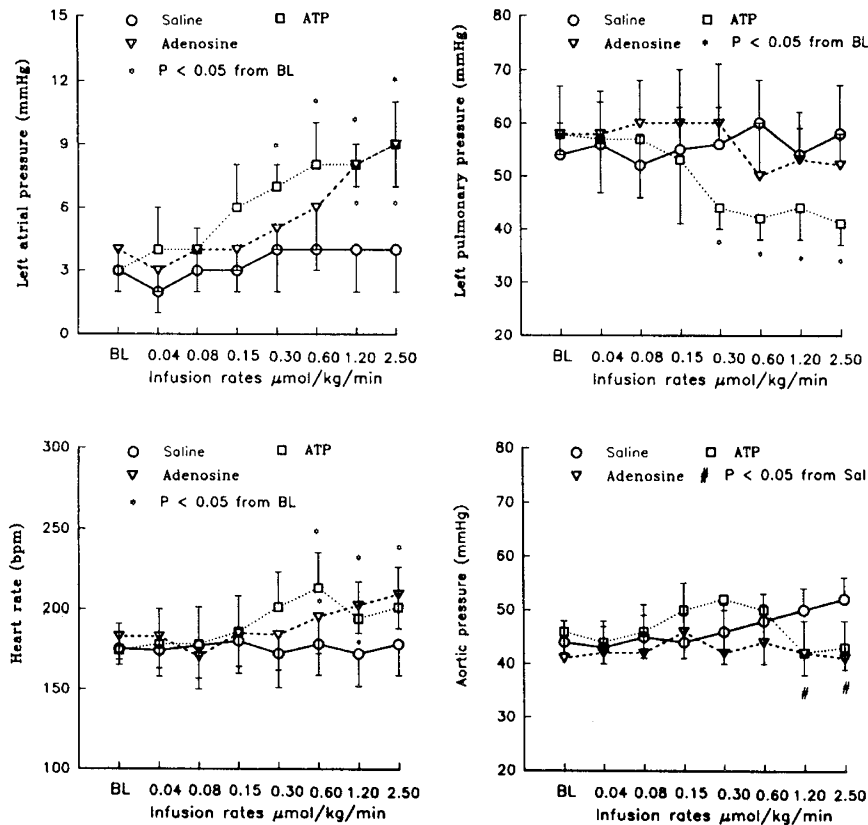 Saline
ATP
Adenosine
P < 0.05 from BL
Left atrial pressure (mmHg)
15
12
9
6
3
0
BL 0.04 0.08 0.15 0.30 0.60 1.20 2.50
Infusion rates μmol/kg/min
Saline
ATP
Adenosine
* P < 0.05 from BL
Left pulmonary pressure (mmHg)
80
70
60
50
40
30
20
BL 0.04 0.08 0.15 0.30 0.60 1.20 2.50
Infusion rates μmol/kg/min
Saline
ATP
Adenosine
* P < 0.05 from BL
Heart rate (bpm)
250
200
175
150
100
BL 0.04 0.08 0.15 0.30 0.60 1.20 2.50
Infusion rates μmol/kg/min
Saline
ATP
Adenosine
# P < 0.05 from Sal
Aortic pressure (mmHg)
80
70
60
50
40
30
20
#
#
BL 0.04 0.08 0.15 0.30 0.60 1.20 2.50
Infusion rates μmol/kg/min